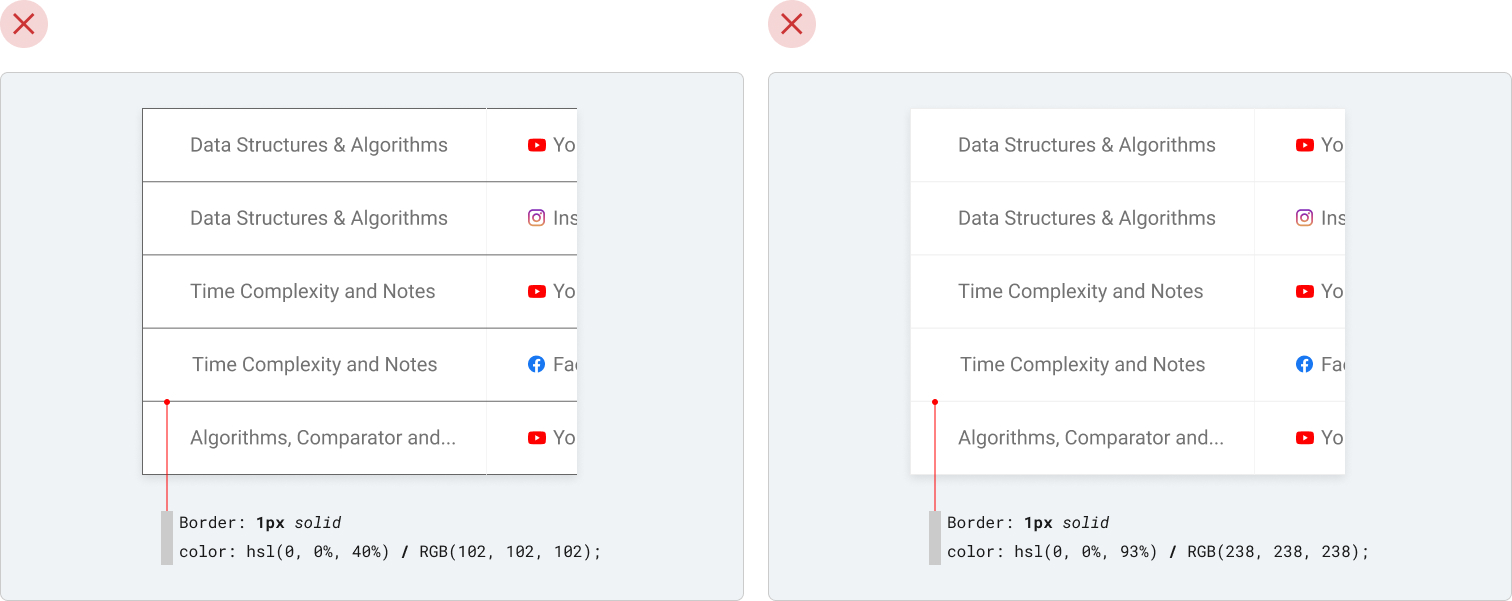 Data Structures & Algorithms Yo
Data Structures & Algorithms Ins
Time Complexity and Notes Yo
Time Complexity and Notes Fac
Algorithms, Comparator and... Yo
Border: 1px solid
color: hsl(0, 0%, 40%) / RGB(102, 102, 102);
Data Structures & Algorithms Yo
Data Structures & Algorithms Ins
Time Complexity and Notes Yo
Time Complexity and Notes Fac
Algorithms, Comparator and... Yo
Border: 1px solid
color: hsl(0, 0%, 93%) / RGB(238, 238, 238);